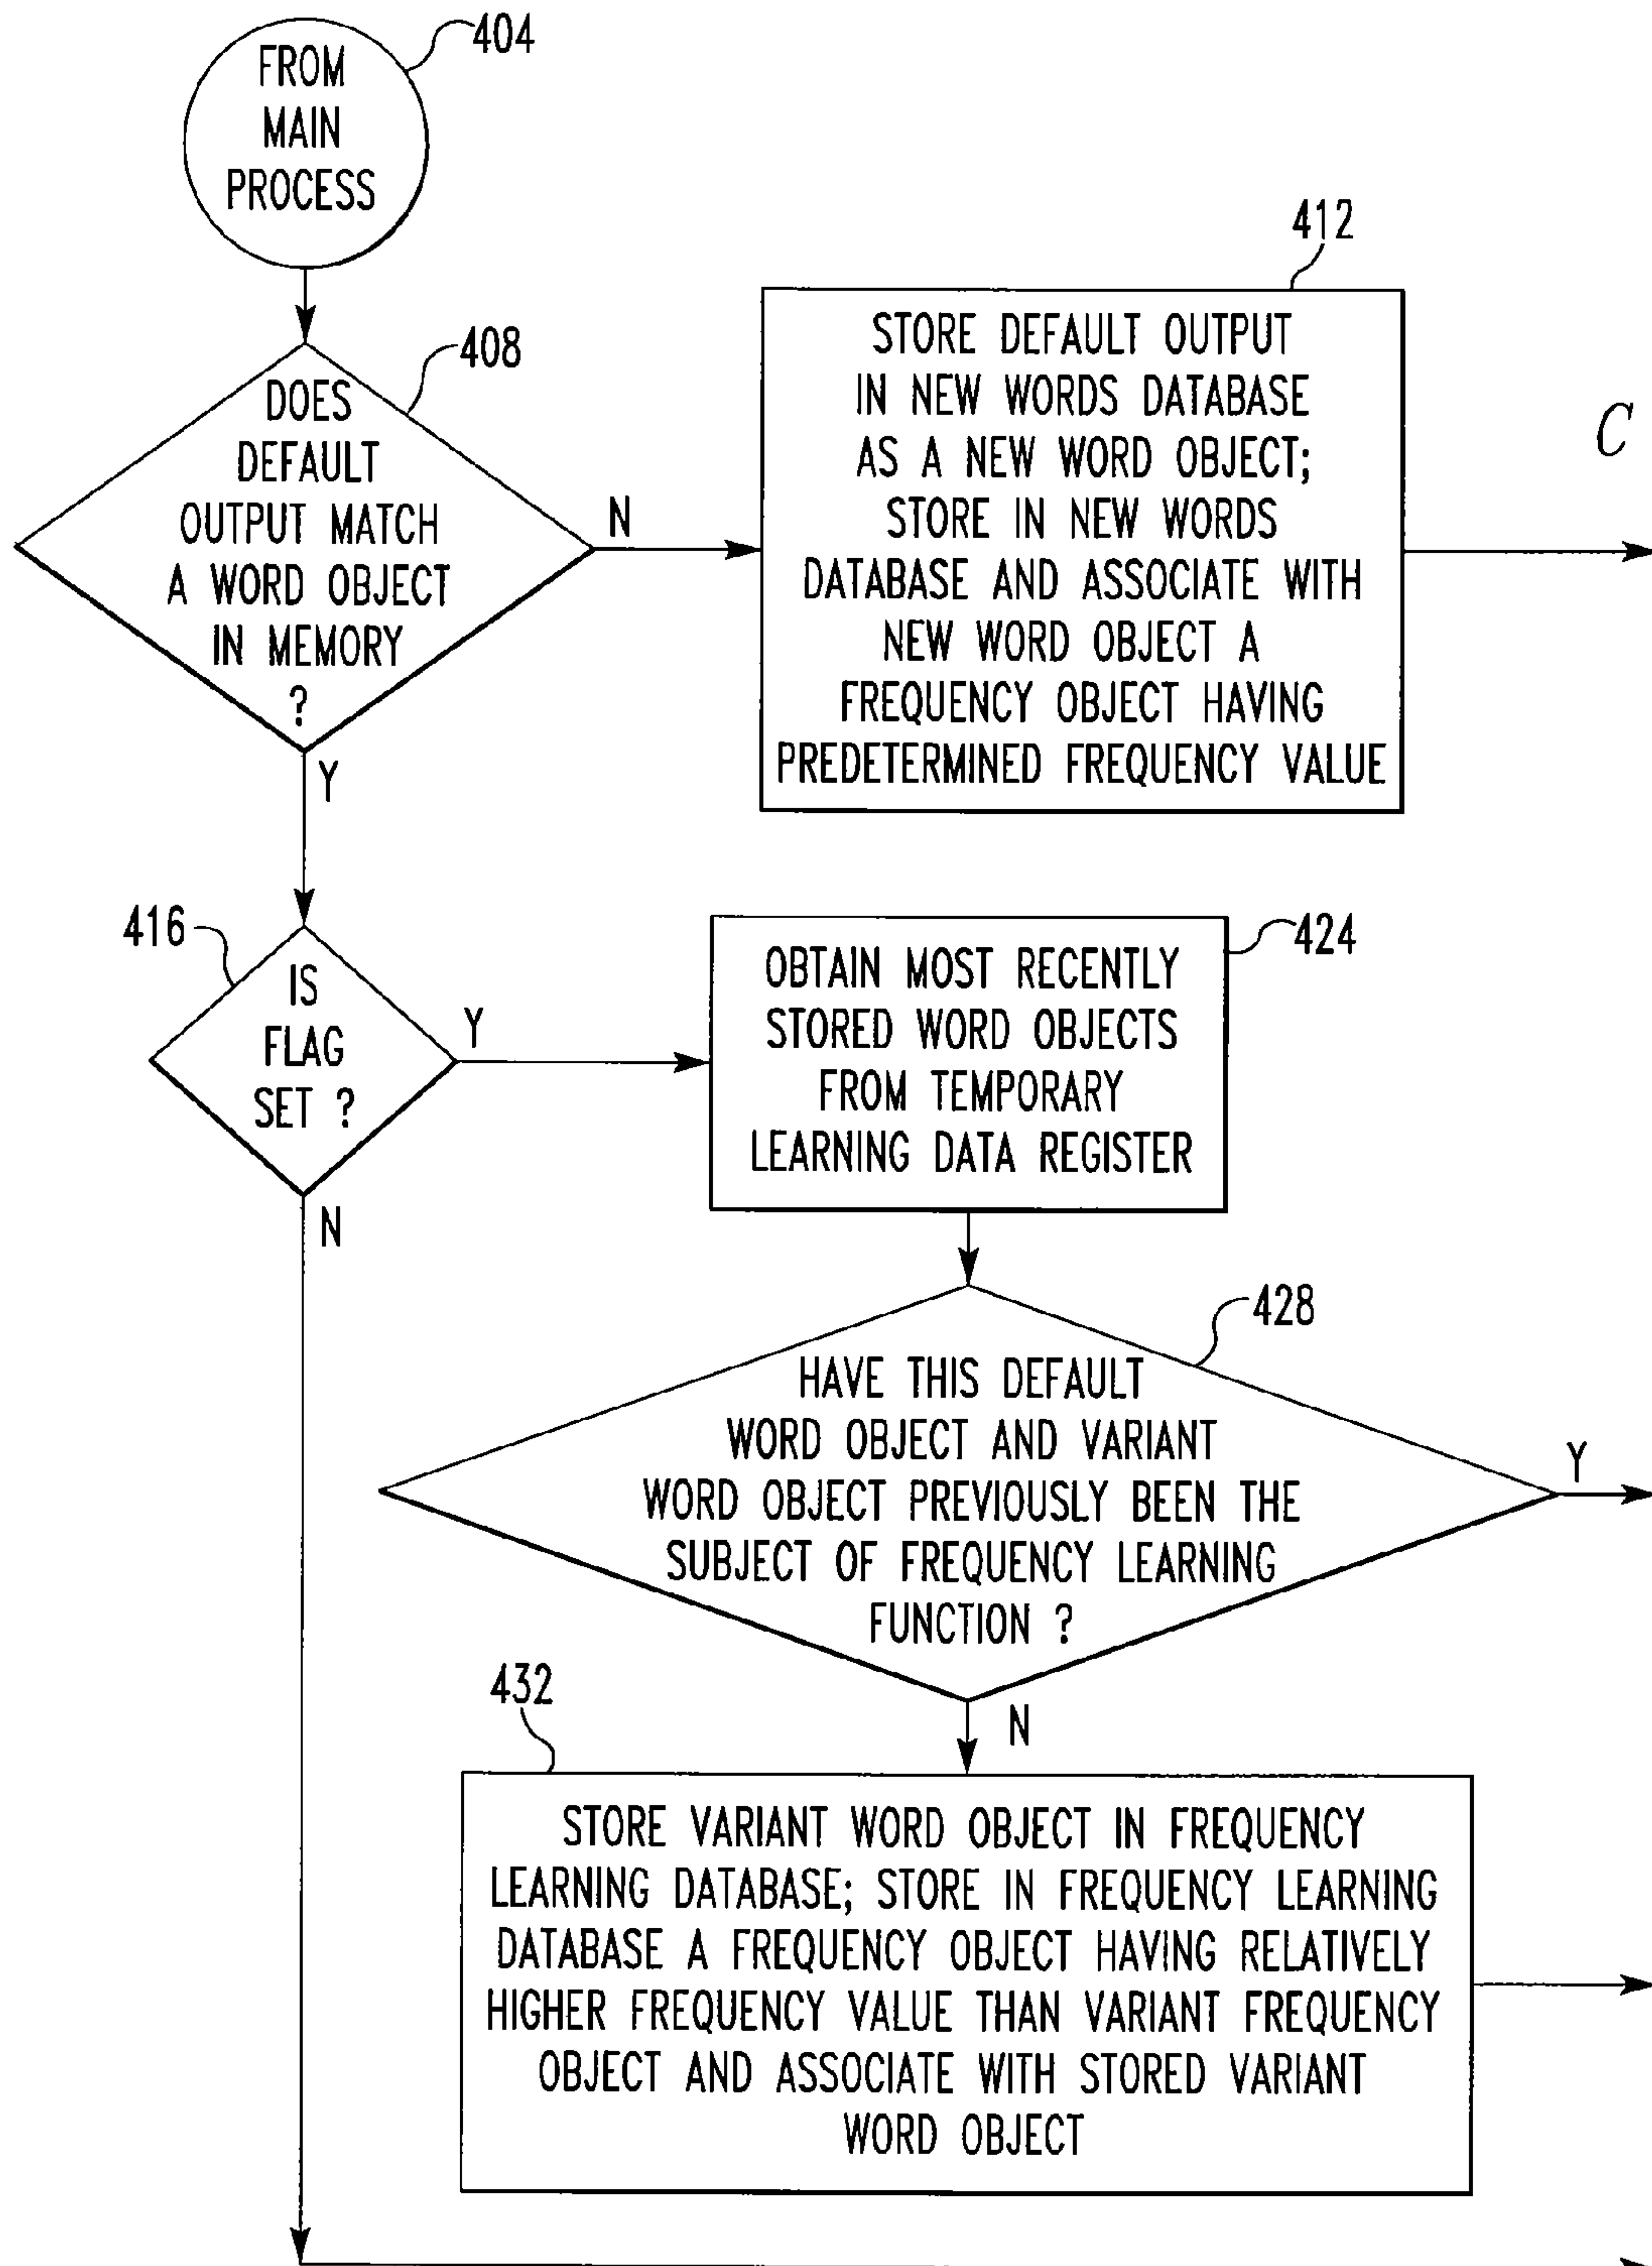 404
FROM
MAIN
PROCESS
408
DOES
DEFAULT
OUTPUT MATCH
A WORD OBJECT
IN MEMORY
?
N
Y
412
STORE DEFAULT OUTPUT
IN NEW WORDS DATABASE
AS A NEW WORD OBJECT;
STORE IN NEW WORDS
DATABASE AND ASSOCIATE WITH
NEW WORD OBJECT A
FREQUENCY OBJECT HAVING
PREDETERMINED FREQUENCY VALUE
C
416
IS
FLAG
SET ?
Y
N
424
OBTAIN MOST RECENTLY
STORED WORD OBJECTS
FROM TEMPORARY
LEARNING DATA REGISTER
428
HAVE THIS DEFAULT
WORD OBJECT AND VARIANT
WORD OBJECT PREVIOUSLY BEEN THE
SUBJECT OF FREQUENCY LEARNING
FUNCTION ?
Y
N
432
STORE VARIANT WORD OBJECT IN FREQUENCY
LEARNING DATABASE; STORE IN FREQUENCY LEARNING
DATABASE A FREQUENCY OBJECT HAVING RELATIVELY
HIGHER FREQUENCY VALUE THAN VARIANT FREQUENCY
OBJECT AND ASSOCIATE WITH STORED VARIANT
WORD OBJECT